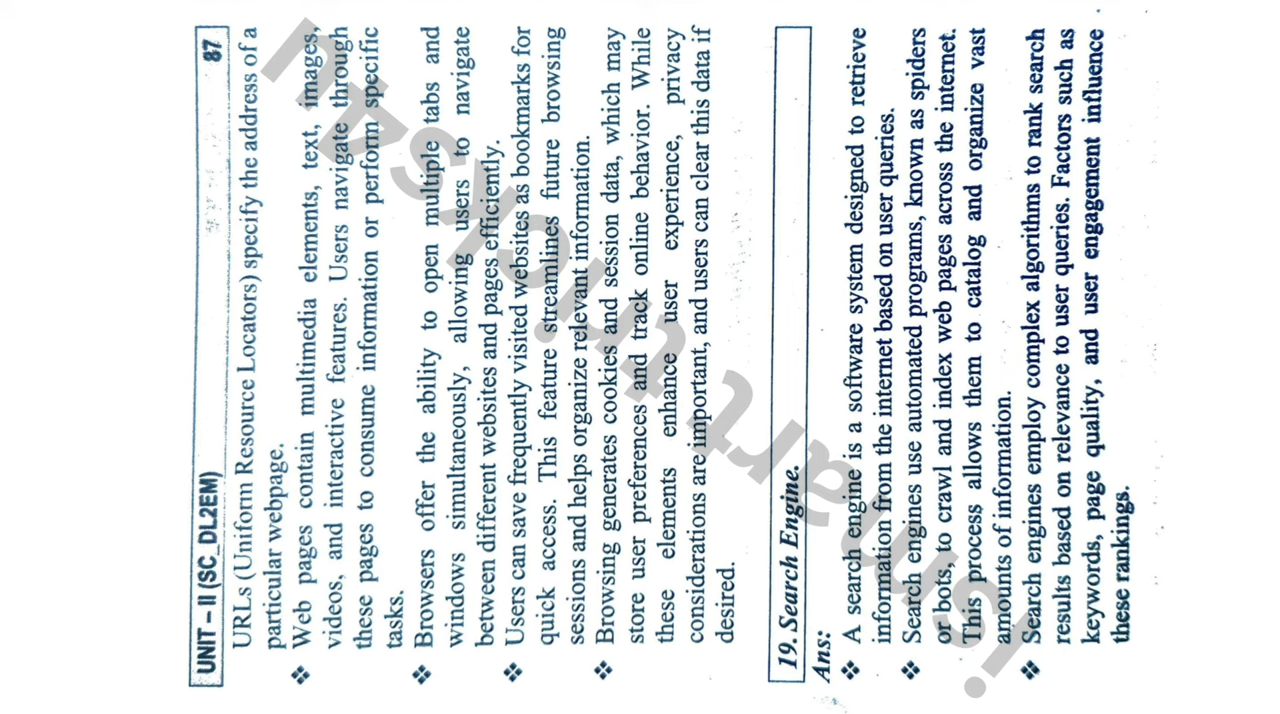 UNIT – II (SC_DL2EM) 87
URLs (Uniform Resource Locators) specify the address of a
particular webpage.
❖ Web pages contain multimedia elements, text, images,
videos, and interactive features. Users navigate through
these pages to consume information or perform specific
tasks.
❖ Browsers offer the ability to open multiple tabs and
windows simultaneously, allowing users to navigate
between different websites and pages efficiently.
❖ Users can save frequently visited websites as bookmarks for
quick access. This feature streamlines future browsing
sessions and helps organize relevant information.
❖ Browsing generates cookies and session data, which may
store user preferences and track online behavior. While
these elements enhance user experience, privacy
considerations are important, and users can clear this data if
desired.
19. Search Engine.
Ans:
❖ A search engine is a software system designed to retrieve
information from the internet based on user queries.
❖ Search engines use automated programs, known as spiders
or bots, to crawl and index web pages across the internet.
This process allows them to catalog and organize vast
amounts of information.
❖ Search engines employ complex algorithms to rank search
results based on relevance to user queries. Factors such as
keywords, page quality, and user engagement influence
these rankings.
ismart tricks4u